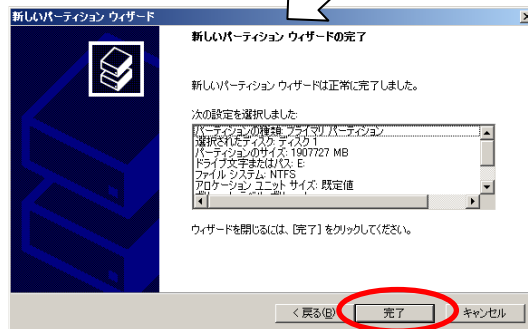 新しいパーティション ウィザード
新しいパーティション ウィザードの完了
新しいパーティション ウィザードは正常に完了しました。
次の設定を選択しました:
パーティションの種類: プライマリ パーティション
選択されたディスク: ディスク 1
パーティションのサイズ: 1907727 MB
ドライブ文字またはパス: E:
ファイル システム: NTFS
アロケーション ユニット サイズ: 既定値
ウィザードを閉じるには、[完了] をクリックしてください。
< 戻る(B)
完了
キャンセル